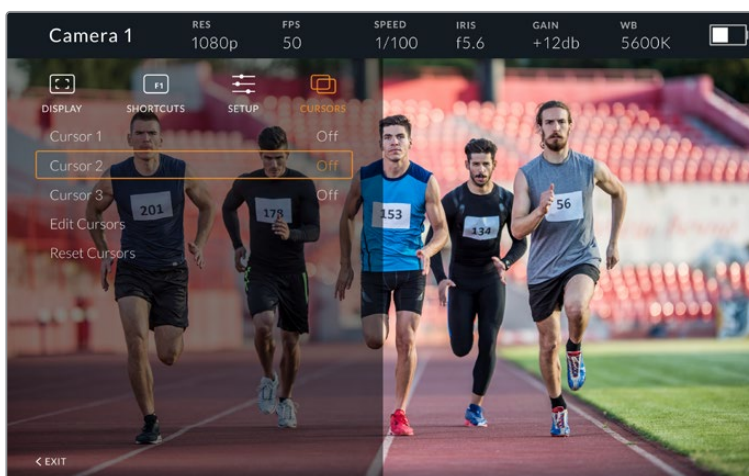 Camera 1
RES
1080p
FPS
50
SPEED
1/100
IRIS
f5.6
GAIN
+12db
WB
5600K
DISPLAY
F1
SHORTCUTS
SETUP
CURSORS
Cursor 1 Off
Cursor 2 Off
Cursor 3 Off
Edit Cursors
Reset Cursors
201
178
153
134
56
< EXIT